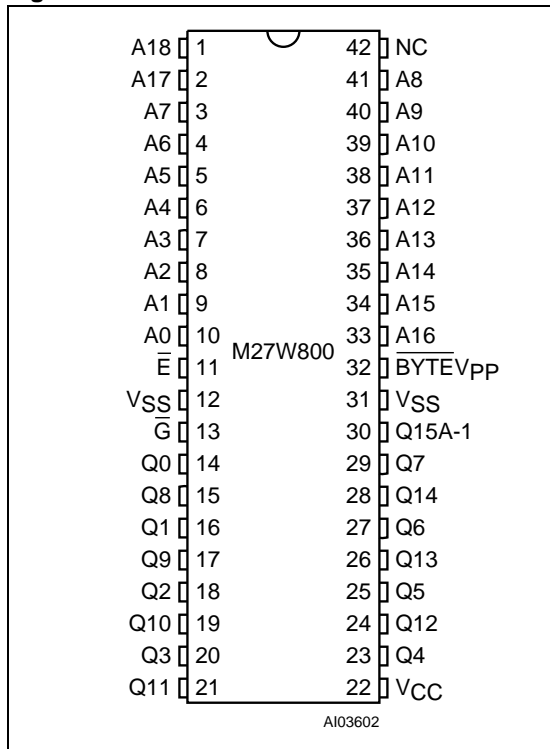 A18 1 42 NC
A17 2 41 A8
A7 3 40 A9
A6 4 39 A10
A5 5 38 A11
A4 6 37 A12
A3 7 36 A13
A2 8 35 A14
A1 9 34 A15
A0 10 33 A16
M27W800
E̅ 11 32 B̅Y̅T̅E̅VPP
VSS 12 31 VSS
G̅ 13 30 Q15A-1
Q0 14 29 Q7
Q8 15 28 Q14
Q1 16 27 Q6
Q9 17 26 Q13
Q2 18 25 Q5
Q10 19 24 Q12
Q3 20 23 Q4
Q11 21 22 VCC
AI03602